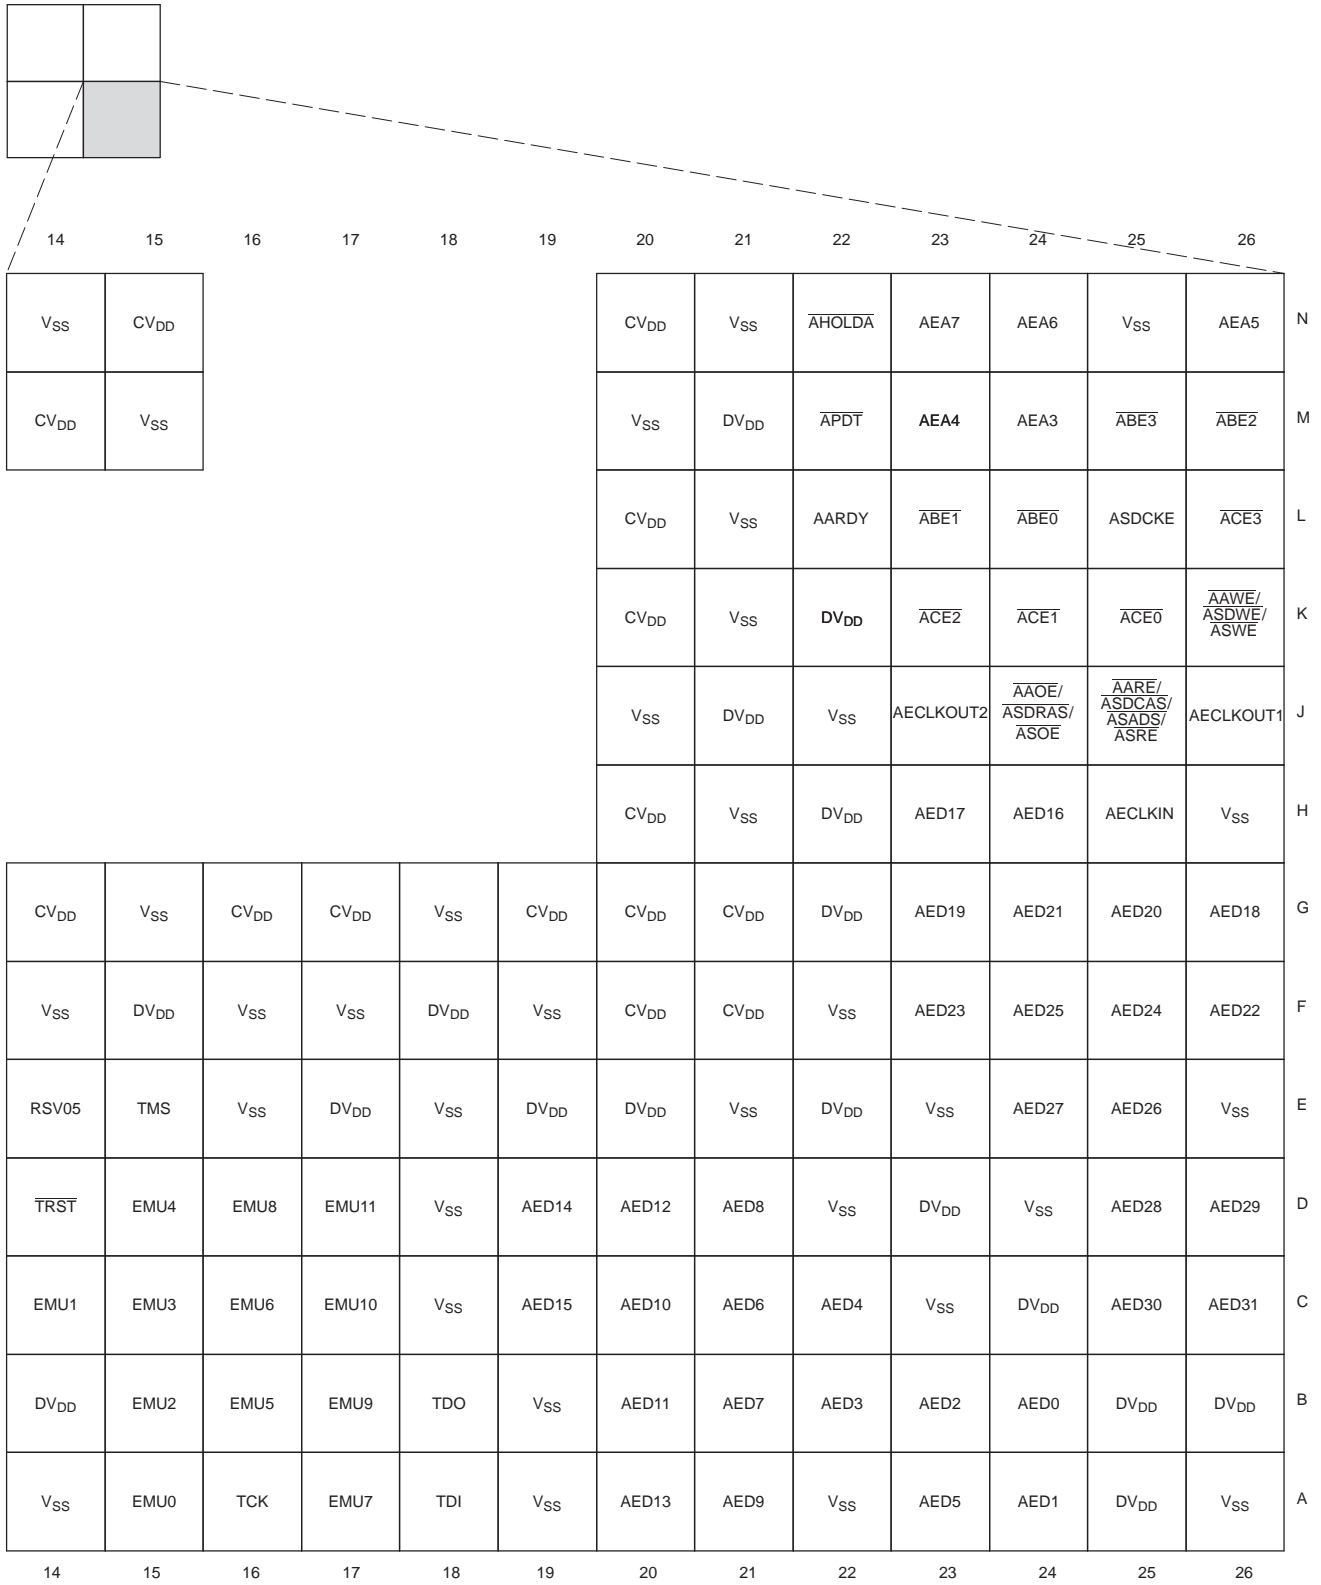 14 15 16 17 18 19 20 21 22 23 24 25 26
VSS CVDD CVDD VSS AHOLDA AEA7 AEA6 VSS AEA5 N
CVDD VSS VSS DVDD APDT AEA4 AEA3 ABE3 ABE2 M
CVDD VSS AARDY ABE1 ABE0 ASDCKE ACE3 L
CVDD VSS DVDD ACE2 ACE1 ACE0 AAWE/ ASDWE/ ASWE K
VSS DVDD VSS AECLKOUT2 AAOE/ ASDRAS/ ASOE AARE/ ASDCAS/ ASADS/ ASRE AECLKOUT1 J
CVDD VSS DVDD AED17 AED16 AECLKIN VSS H
CVDD VSS CVDD CVDD VSS CVDD CVDD CVDD DVDD AED19 AED21 AED20 AED18 G
VSS DVDD VSS VSS DVDD VSS CVDD CVDD VSS AED23 AED25 AED24 AED22 F
RSV05 TMS VSS DVDD VSS DVDD DVDD VSS DVDD VSS AED27 AED26 VSS E
TRST EMU4 EMU8 EMU11 VSS AED14 AED12 AED8 VSS DVDD VSS AED28 AED29 D
EMU1 EMU3 EMU6 EMU10 VSS AED15 AED10 AED6 AED4 VSS DVDD AED30 AED31 C
DVDD EMU2 EMU5 EMU9 TDO VSS AED11 AED7 AED3 AED2 AED0 DVDD DVDD B
VSS EMU0 TCK EMU7 TDI VSS AED13 AED9 VSS AED5 AED1 DVDD VSS A
14 15 16 17 18 19 20 21 22 23 24 25 26